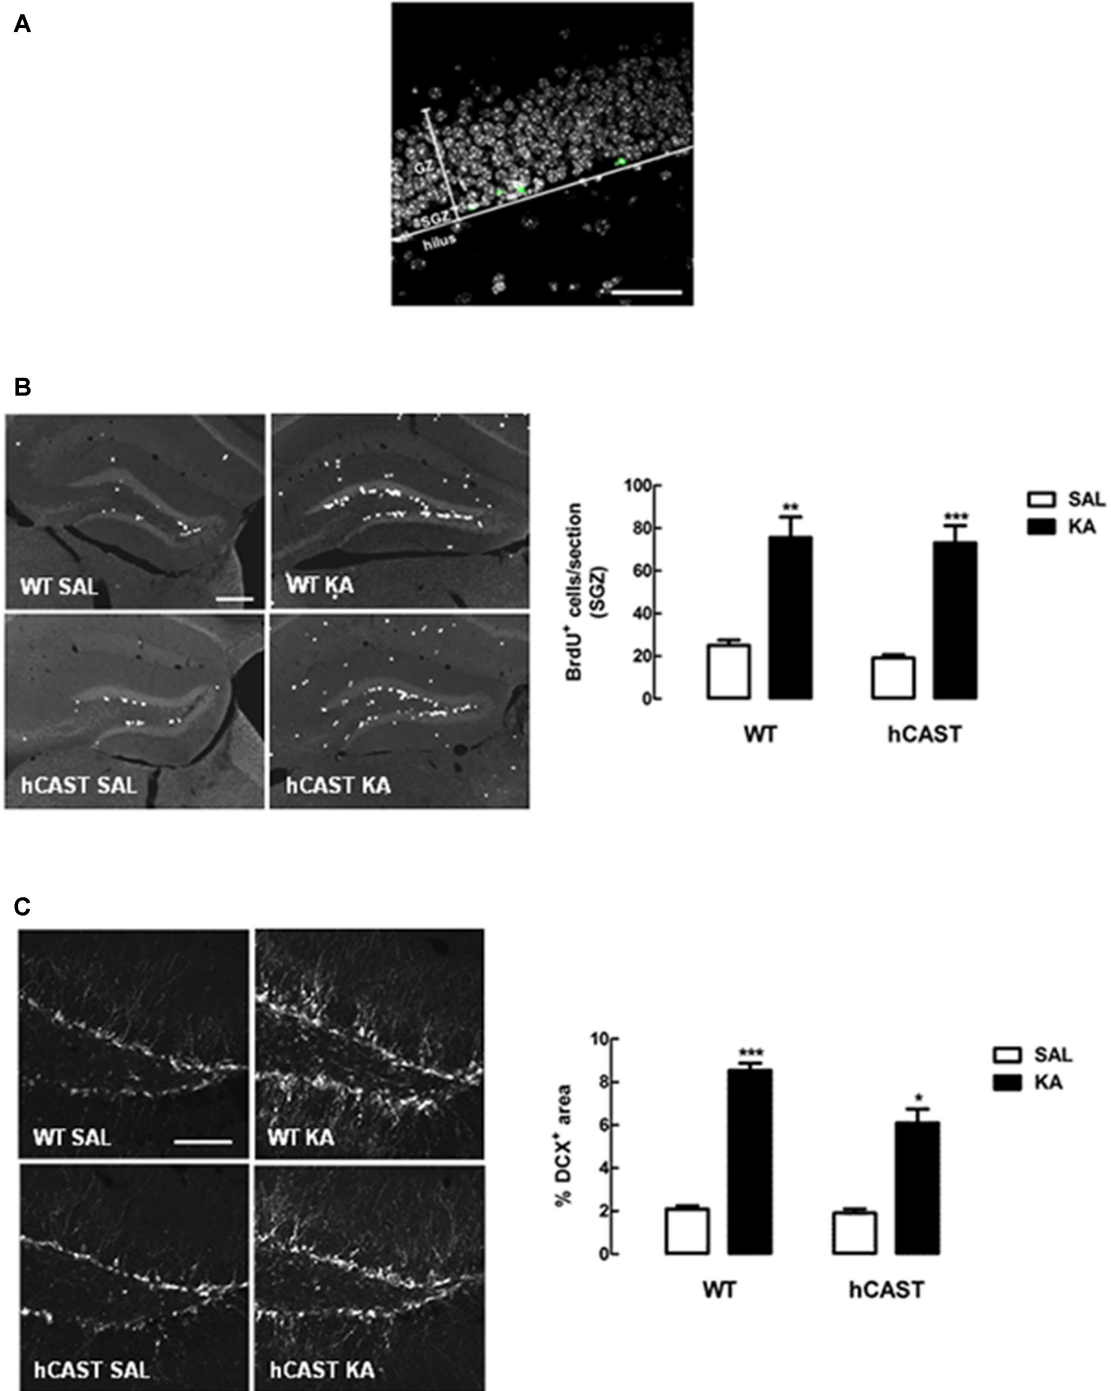 A
GZ
SGZ
hilus
B
WT SAL
WT KA
hCAST SAL
hCAST KA
BrdU+ cells/section
(SGZ)
100
80
60
40
20
0
**
***
WT
hCAST
SAL
KA
C
WT SAL
WT KA
hCAST SAL
hCAST KA
% DCX+ area
10
8
6
4
2
0
***
*
WT
hCAST
SAL
KA